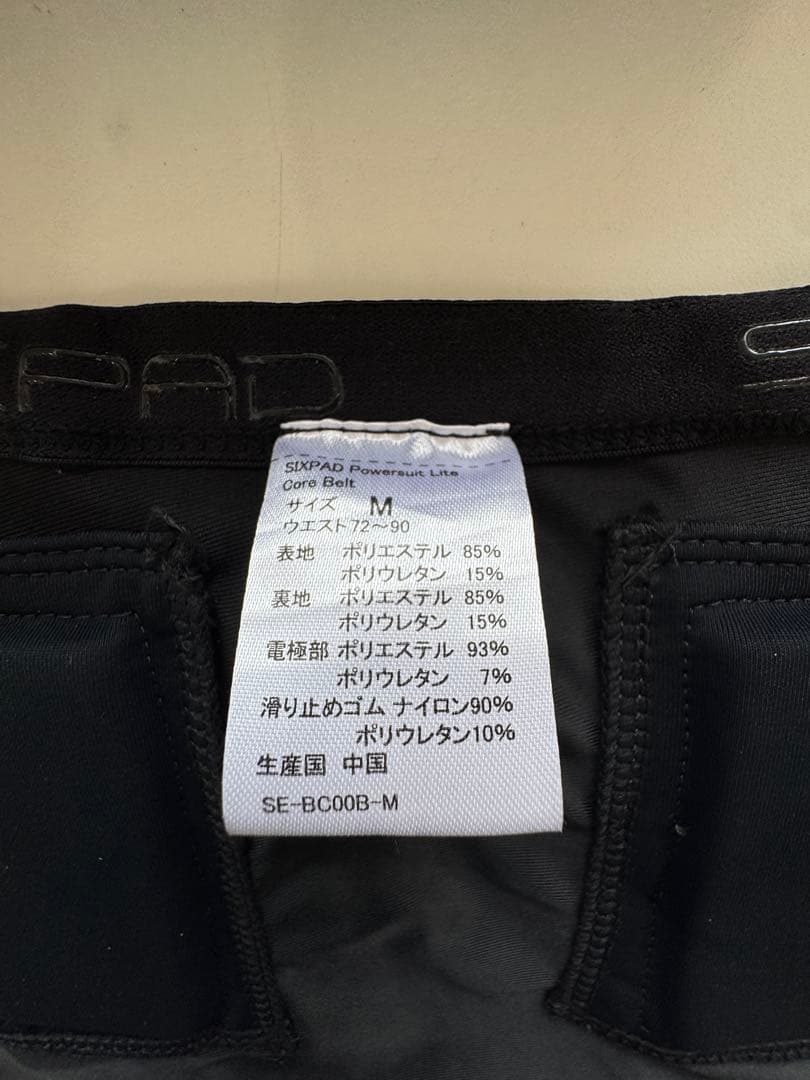 XPAD
S
SIXPAD Powersuit Lite
Core Belt
サイズ M
ウエスト72～90
表地 ポリエステル 85%
ポリウレタン 15%
裏地 ポリエステル 85%
ポリウレタン 15%
電極部 ポリエステル 93%
ポリウレタン 7%
滑り止めゴム ナイロン90%
ポリウレタン10%
生産国 中国
SE-BC00B-M